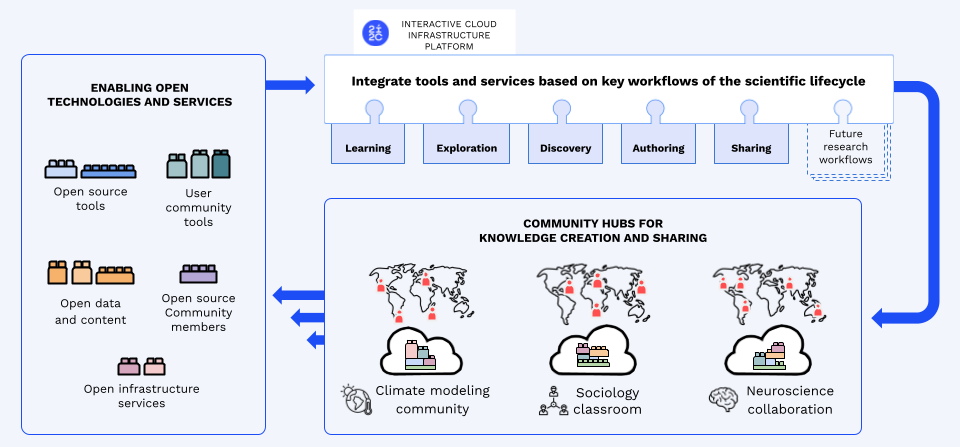 2i2c
INTERACTIVE CLOUD
INFRASTRUCTURE
PLATFORM
Integrate tools and services based on key workflows of the scientific lifecycle
Learning
Exploration
Discovery
Authoring
Sharing
Future
research
workflows
ENABLING OPEN
TECHNOLOGIES AND SERVICES
Open source
tools
User
community
tools
Open data
and content
Open source
Community
members
Open infrastructure
services
COMMUNITY HUBS FOR
KNOWLEDGE CREATION AND SHARING
Climate modeling
community
Sociology
classroom
Neuroscience
collaboration